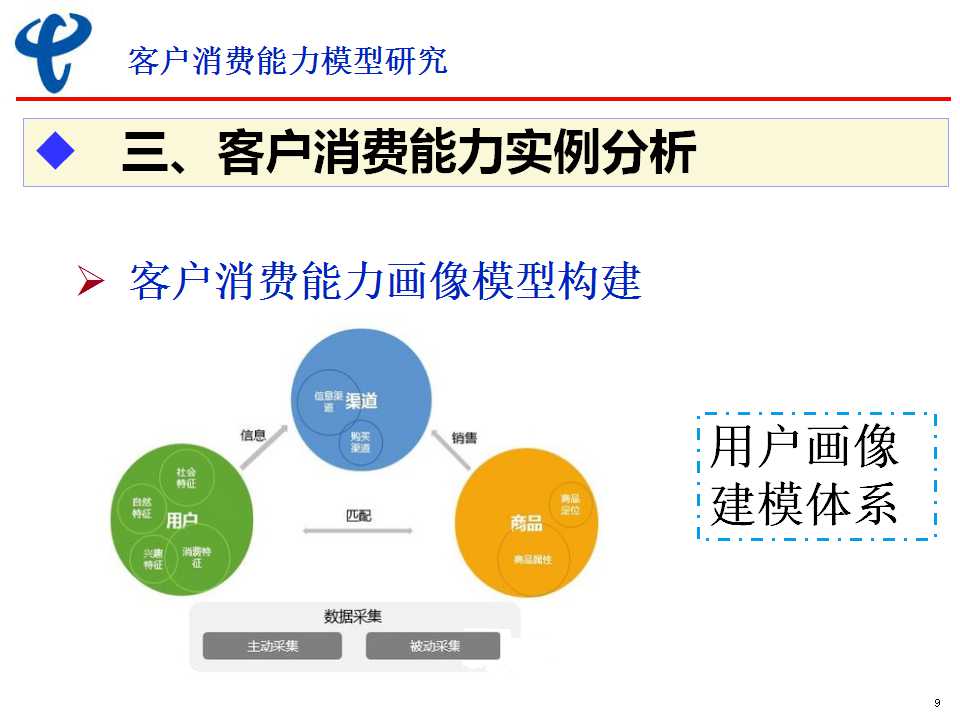 客户消费能力模型研究
三、客户消费能力实例分析
客户消费能力画像模型构建
信息渠
道
渠道
购买
渠道
信息
销售
社会
特征
自然
特征
用户
兴趣
特征
消费特
征
匹配
商品
定位
商品
商品属性
用户画像
建模体系
数据采集
主动采集
被动采集
9